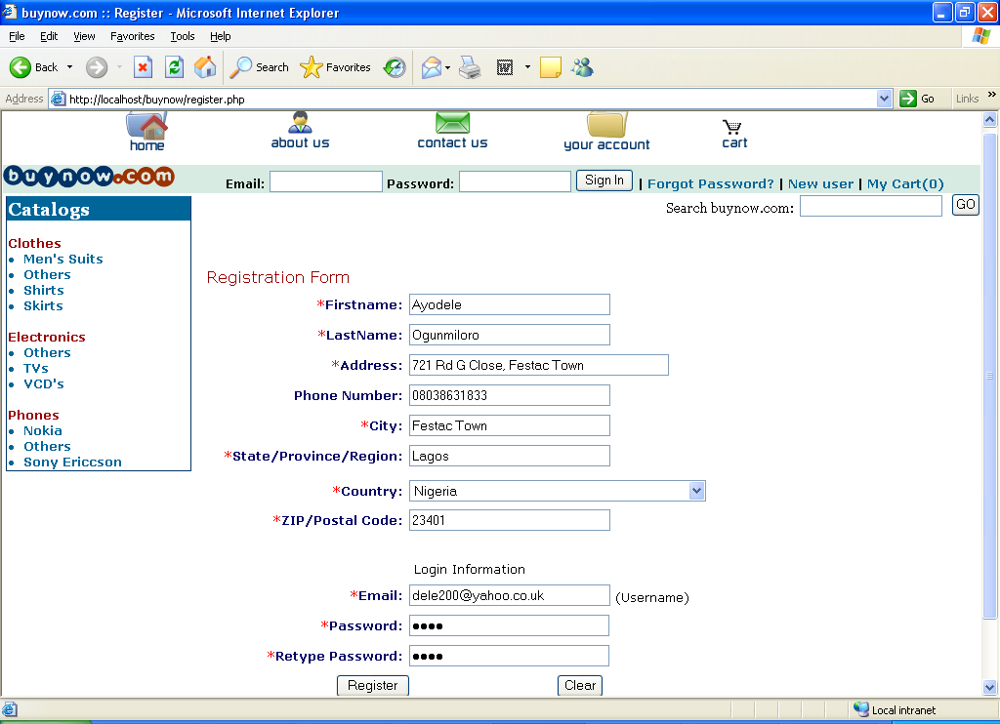 buynow.com :: Register - Microsoft Internet Explorer
File Edit View Favorites Tools Help
Back Search Favorites
Address http://localhost/buynow/register.php Go Links »
home about us contact us your account cart
buynow.com
Email: Password: Sign In | Forgot Password? | New user | My Cart(0)
Search buynow.com: GO
Catalogs
Clothes
• Men's Suits
• Others
• Shirts
• Skirts
Electronics
• Others
• TVs
• VCD's
Phones
• Nokia
• Others
• Sony Ericcson
Registration Form
*Firstname: Ayodele
*LastName: Ogunmiloro
*Address: 721 Rd G Close, Festac Town
Phone Number: 08038631833
*City: Festac Town
*State/Province/Region: Lagos
*Country: Nigeria
*ZIP/Postal Code: 23401
Login Information
*Email: dele200@yahoo.co.uk (Username)
*Password: ●●●●
*Retype Password: ●●●●
Register Clear
Local intranet